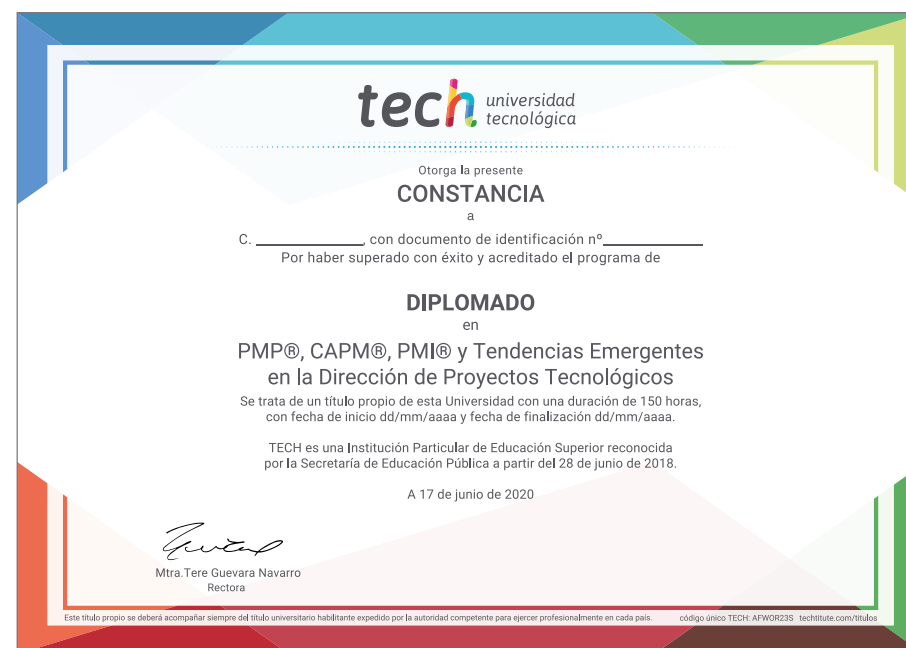 tech universidad
tecnológica
Otorga la presente
CONSTANCIA
a
C. ____________, con documento de identificación nº____________
Por haber superado con éxito y acreditado el programa de
DIPLOMADO
en
PMP®, CAPM®, PMI® y Tendencias Emergentes
en la Dirección de Proyectos Tecnológicos
Se trata de un título propio de esta Universidad con una duración de 150 horas,
con fecha de inicio dd/mm/aaaa y fecha de finalización dd/mm/aaaa.
TECH es una Institución Particular de Educación Superior reconocida
por la Secretaría de Educación Pública a partir del 28 de junio de 2018.
A 17 de junio de 2020
Mtra.Tere Guevara Navarro
Rectora
Este título propio se deberá acompañar siempre del título universitario habilitante expedido por la autoridad competente para ejercer profesionalmente en cada país. código único TECH: AFWOR23S techtitute.com/titulos